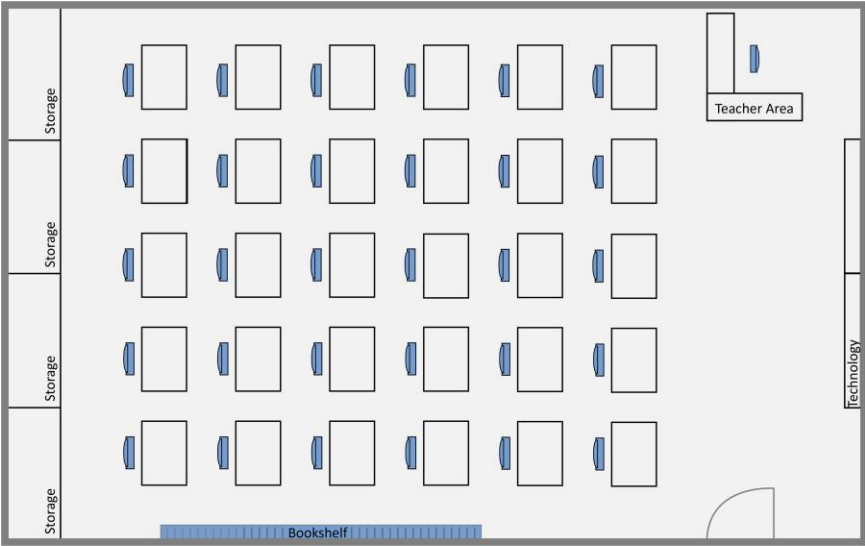 Storage
Teacher Area
Storage
Storage
Technology
Storage
Bookshelf